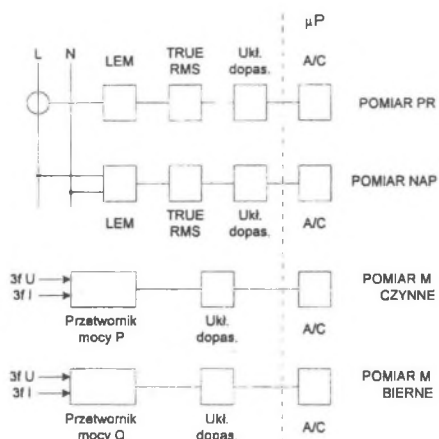 μP
L N LEM TRUE RMS Ukł. dopas. A/C
POMIAR PR
POMIAR NAP
LEM TRUE RMS Ukł. dopas. A/C
3f U
3f I
POMIAR M
CZYNNE
Przetwornik mocy P
Ukł. dopas.
A/C
3f U
3f I
POMIAR M
BIERNE
Przetwornik mocy Q
Ukł. dopas.
A/C